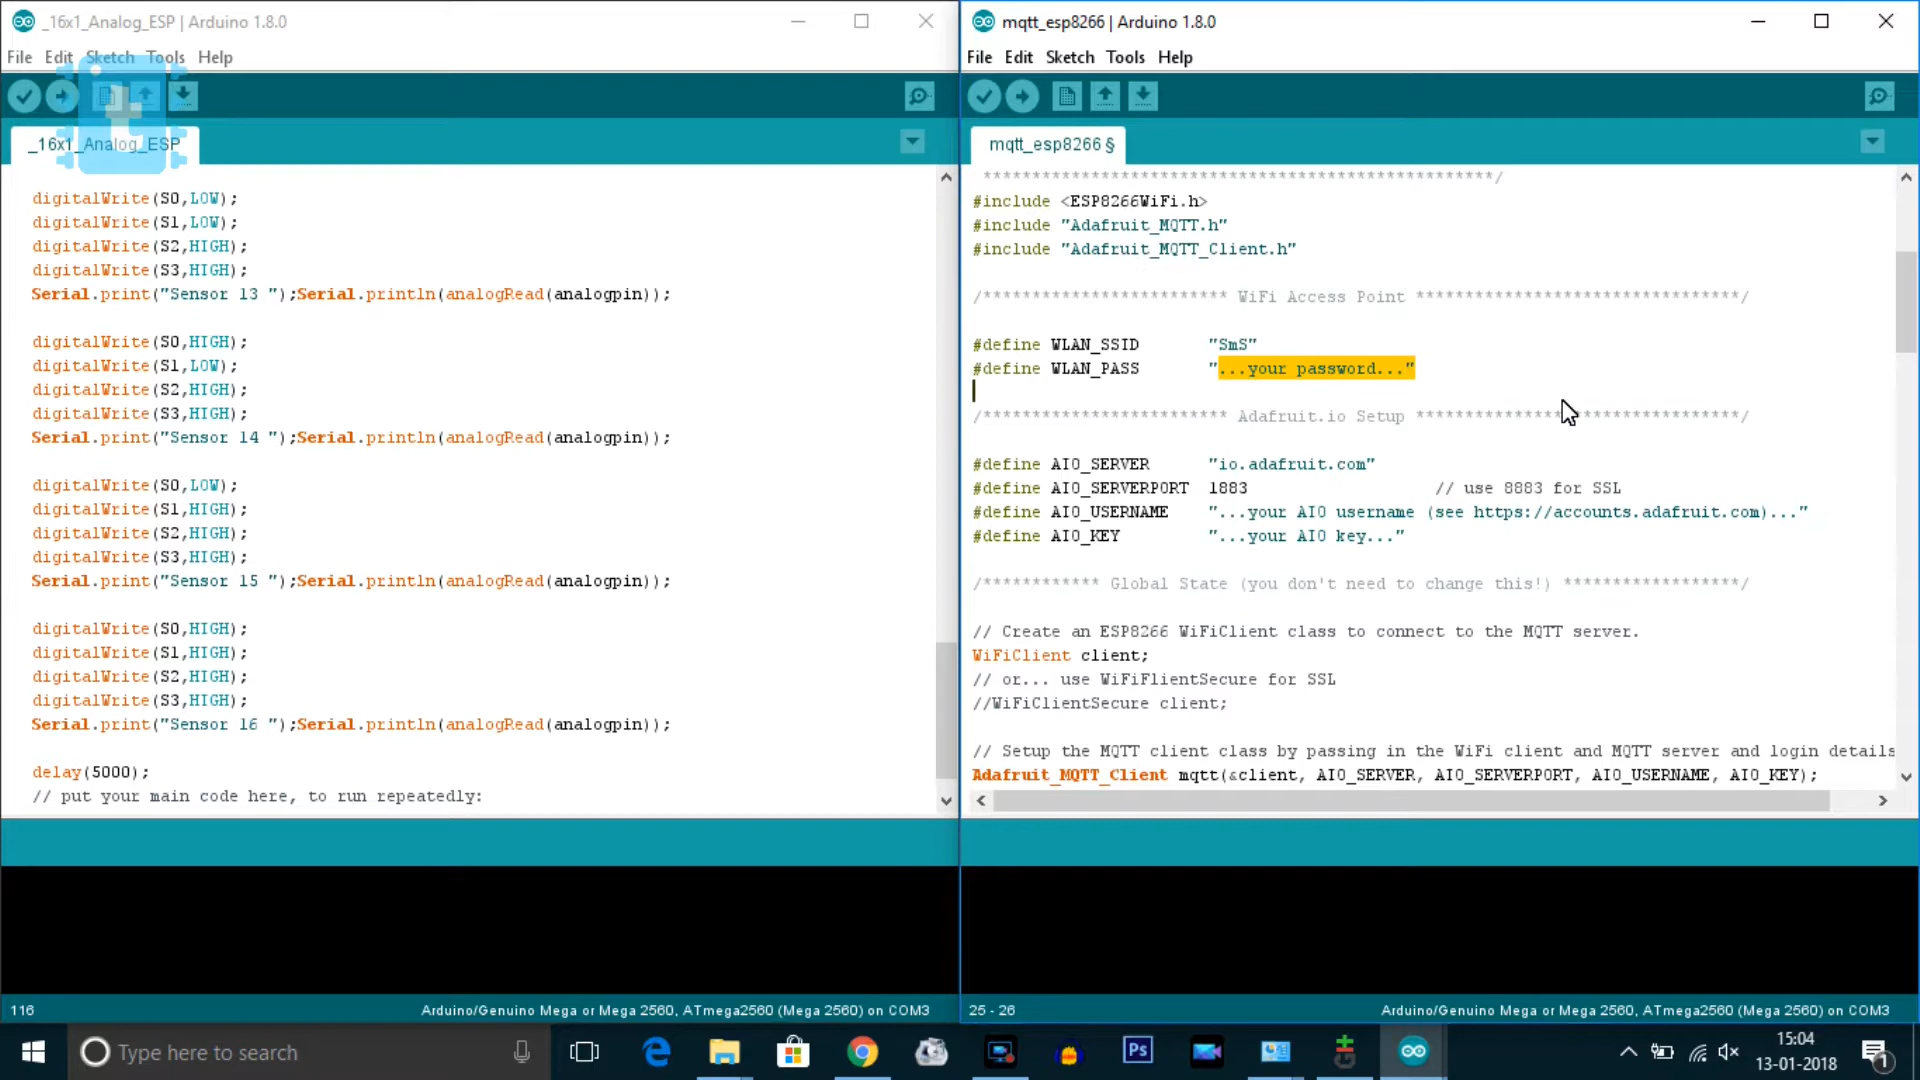 _16x1_Analog_ESP | Arduino 1.8.0
File Edit Sketch Tools Help
_16x1_Analog_ESP
digitalWrite(S0,LOW);
digitalWrite(S1,LOW);
digitalWrite(S2,HIGH);
digitalWrite(S3,HIGH);
Serial.print("Sensor 13 ");Serial.println(analogRead(analogpin));
digitalWrite(S0,HIGH);
digitalWrite(S1,LOW);
digitalWrite(S2,HIGH);
digitalWrite(S3,HIGH);
Serial.print("Sensor 14 ");Serial.println(analogRead(analogpin));
digitalWrite(S0,LOW);
digitalWrite(S1,HIGH);
digitalWrite(S2,HIGH);
digitalWrite(S3,HIGH);
Serial.print("Sensor 15 ");Serial.println(analogRead(analogpin));
digitalWrite(S0,HIGH);
digitalWrite(S1,HIGH);
digitalWrite(S2,HIGH);
digitalWrite(S3,HIGH);
Serial.print("Sensor 16 ");Serial.println(analogRead(analogpin));
delay(5000);
// put your main code here, to run repeatedly:
116
Arduino/Genuino Mega or Mega 2560, ATmega2560 (Mega 2560) on COM3
mqtt_esp8266 | Arduino 1.8.0
File Edit Sketch Tools Help
mqtt_esp8266 §
****************************************************/
#include <ESP8266WiFi.h>
#include "Adafruit_MQTT.h"
#include "Adafruit_MQTT_Client.h"
/************************* WiFi Access Point *********************************/
#define WLAN_SSID "SmS"
#define WLAN_PASS "...your password..."
/************************* Adafruit.io Setup *********************************/
#define AIO_SERVER "io.adafruit.com"
#define AIO_SERVERPORT 1883 // use 8883 for SSL
#define AIO_USERNAME "...your AIO username (see https://accounts.adafruit.com)..."
#define AIO_KEY "...your AIO key..."
/************ Global State (you don't need to change this!) ******************/
// Create an ESP8266 WiFiClient class to connect to the MQTT server.
WiFiClient client;
// or... use WiFiFlientSecure for SSL
//WiFiClientSecure client;
// Setup the MQTT client class by passing in the WiFi client and MQTT server and login details
Adafruit_MQTT_Client mqtt(&client, AIO_SERVER, AIO_SERVERPORT, AIO_USERNAME, AIO_KEY);
25 - 26
Arduino/Genuino Mega or Mega 2560, ATmega2560 (Mega 2560) on COM3
Type here to search
Ps
15:04
13-01-2018
1